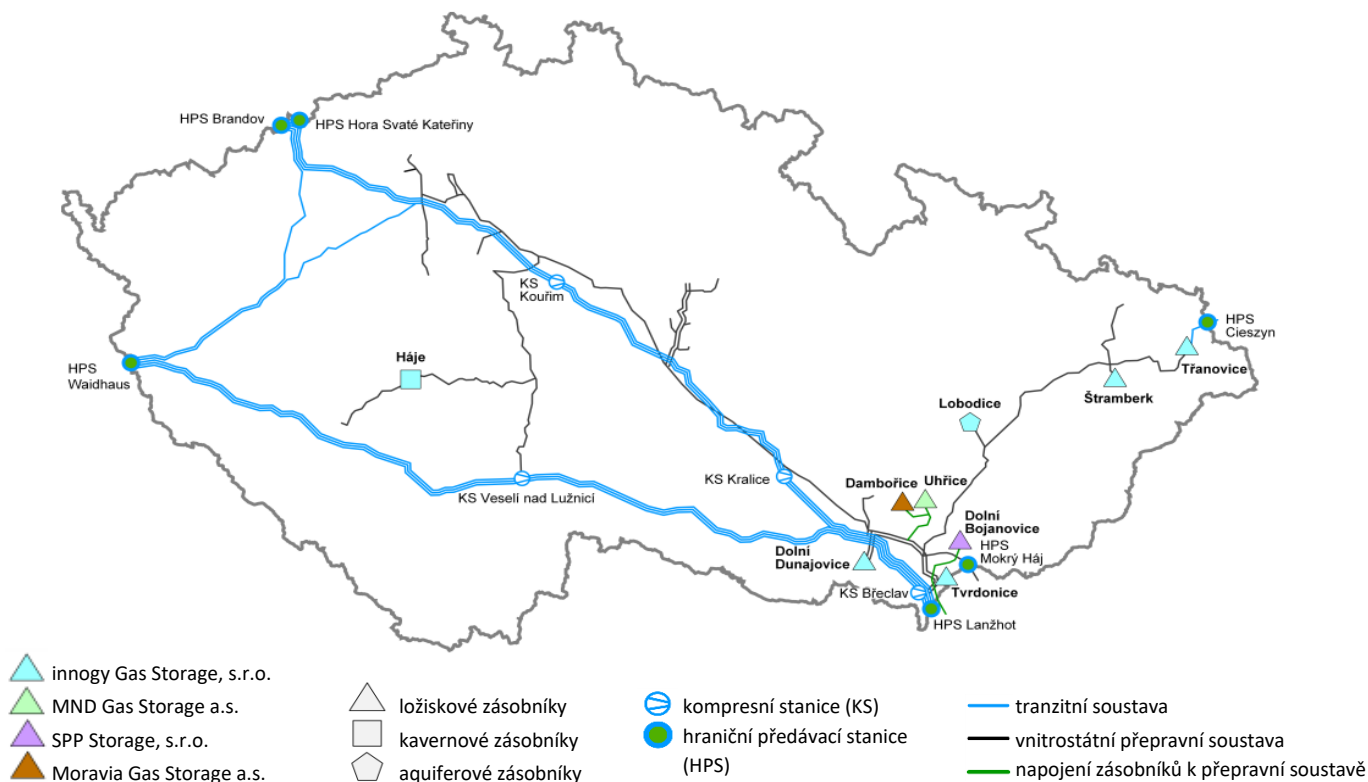 HPS Brandov
HPS Hora Svaté Kateřiny
KS
Kouřim
HPS
Cieszyn
HPS
Waidhaus
Háje
Třanovice
Štramberk
Lobodice
KS Veselí nad Lužnicí
KS Kralice
Dambořice
Uhřice
Dolní
Bojanovice
HPS
Mokrý Háj
Dolní
Dunajovice
Tvrdonice
KS Břeclav
HPS Lanžhot
innogy Gas Storage, s.r.o.
MND Gas Storage a.s.
SPP Storage, s.r.o.
Moravia Gas Storage a.s.
ložiskové zásobníky
kavernové zásobníky
aquiferové zásobníky
kompresní stanice (KS)
hraniční předávací stanice
(HPS)
tranzitní soustava
vnitrostátní přepravní soustava
napojení zásobníků k přepravní soustavě